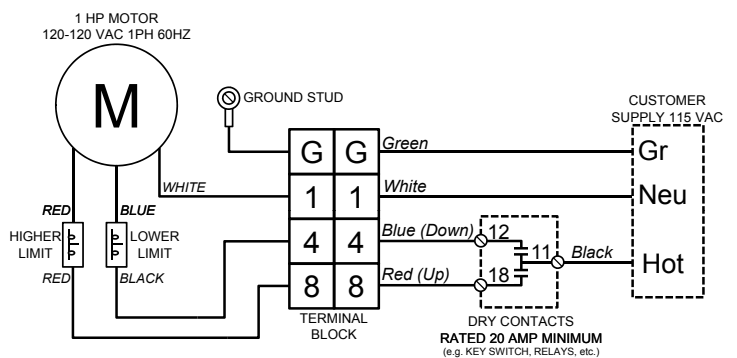 1 HP MOTOR
120-120 VAC 1PH 60HZ
M
GROUND STUD
CUSTOMER
SUPPLY 115 VAC
G G Green Gr
WHITE 1 1 White Neu
RED BLUE
HIGHER LIMIT
LOWER LIMIT
RED BLACK
4 4 Blue (Down) 12
11 Black Hot
8 8 Red (Up) 18
TERMINAL
BLOCK
DRY CONTACTS
RATED 20 AMP MINIMUM
(e.g. KEY SWITCH, RELAYS, etc.)